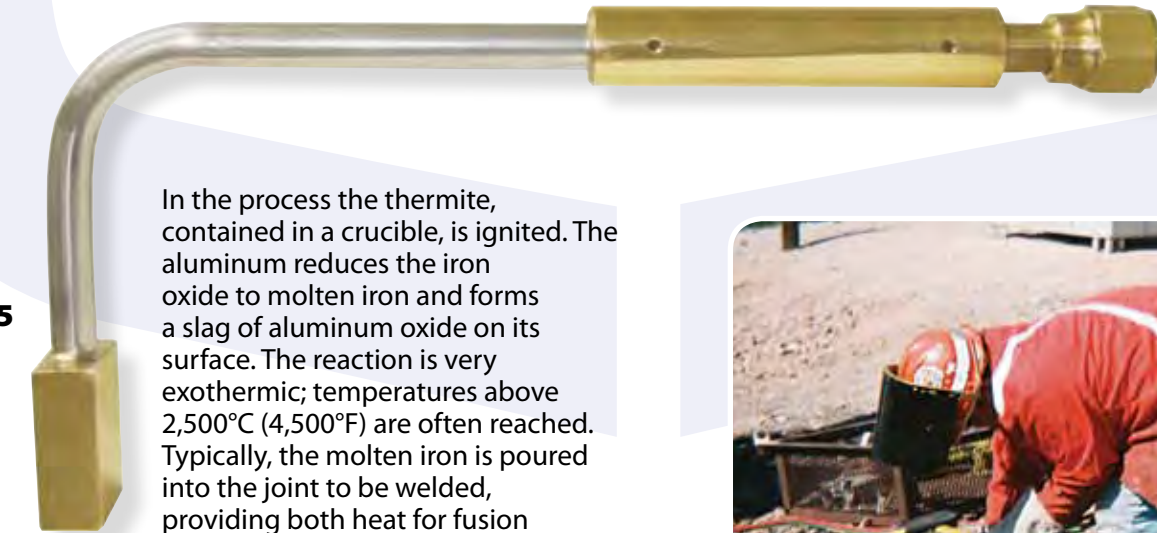 In the process the thermite,
contained in a crucible, is ignited. The
aluminum reduces the iron
oxide to molten iron and forms
5
a slag of aluminum oxide on its
surface. The reaction is very
exothermic; temperatures above
2,500°C (4,500°F) are often reached.
Typically, the molten iron is poured
into the joint to be welded,
providing both heat for fusion